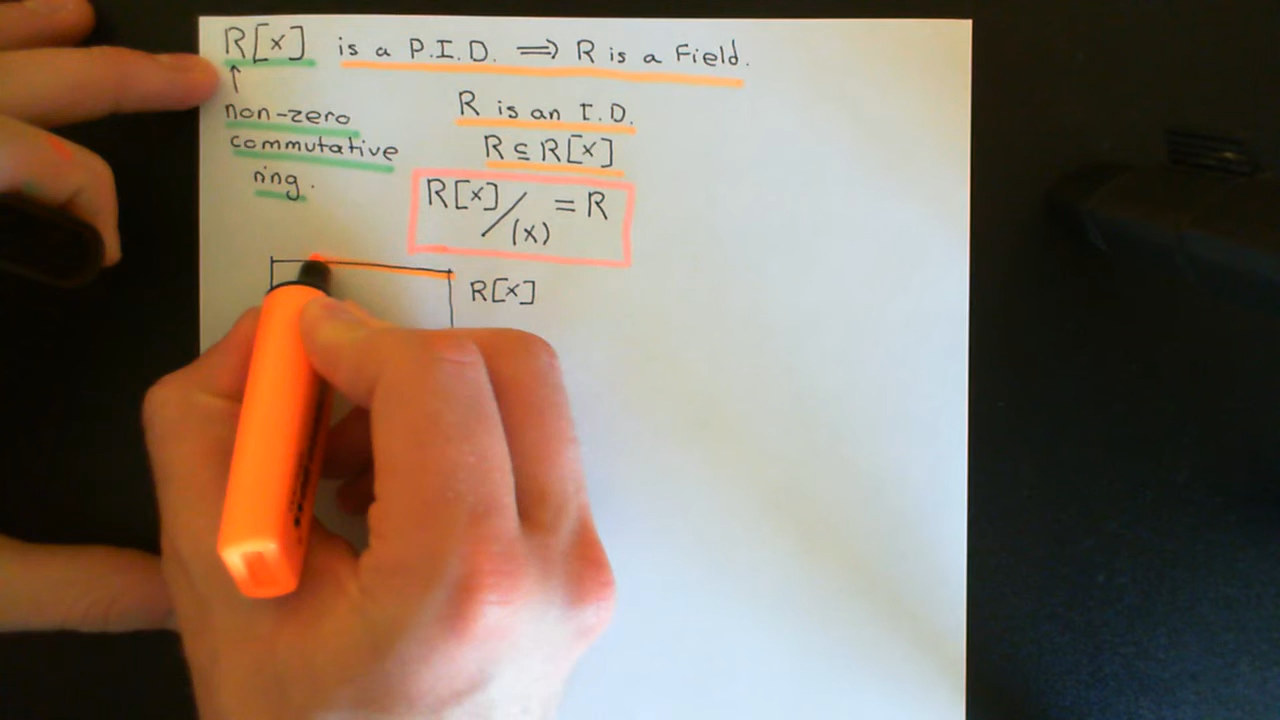 R[x] is a P.I.D. ⟹ R is a Field.
↑
non-zero
commutative
ring.
R is an I.D.
R ⊆ R[x]
R[x]/(x) = R
R[x]